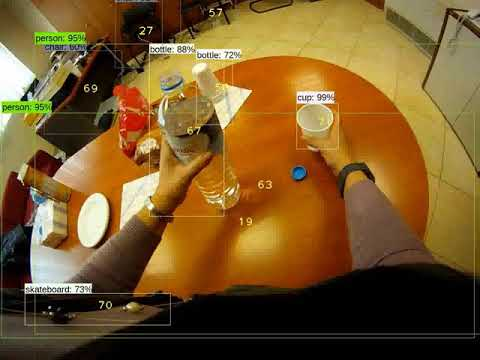 57
27
person: 95%
chair: 60%
bottle: 88%
bottle: 72%
69
person: 95%
cup: 99%
67
63
19
skateboard: 73%
70